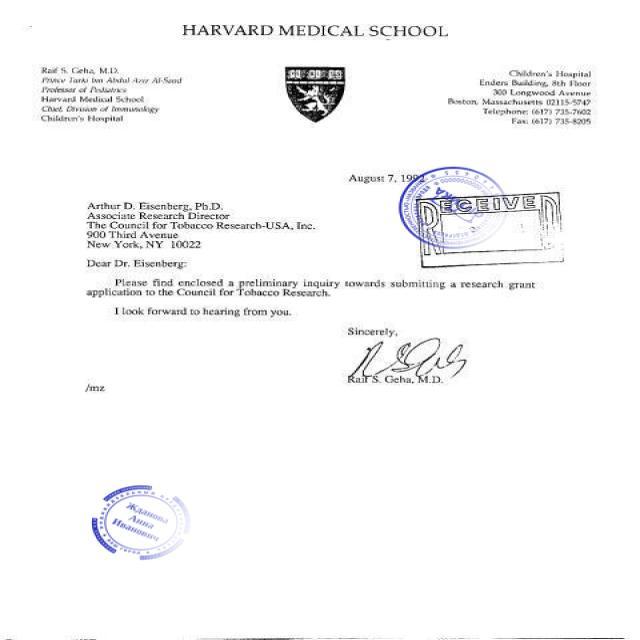 HARVARD MEDICAL SCHOOL
Raif S. Geha, M.D.
Prince Turki bn Abdul Aziz Al-Saud
Professor of Pediatrics
Harvard Medical School
Chief, Division of Immunology
Children's Hospital
Children's Hospital
Enders Building, 8th Floor
300 Longwood Avenue
Boston, Massachusetts 02115-5747
Telephone: (617) 735-7602
Fax: (617) 735-8205
August 7, 1992
RECEIVED
Arthur D. Eisenberg, Ph.D.
Associate Research Director
The Council for Tobacco Research-USA, Inc.
900 Third Avenue
New York, NY 10022
Dear Dr. Eisenberg:
Please find enclosed a preliminary inquiry towards submitting a research grant
application to the Council for Tobacco Research.
I look forward to hearing from you.
Sincerely,
Raif S. Geha, M.D.
/mz
Жданова
Анна
Иванович